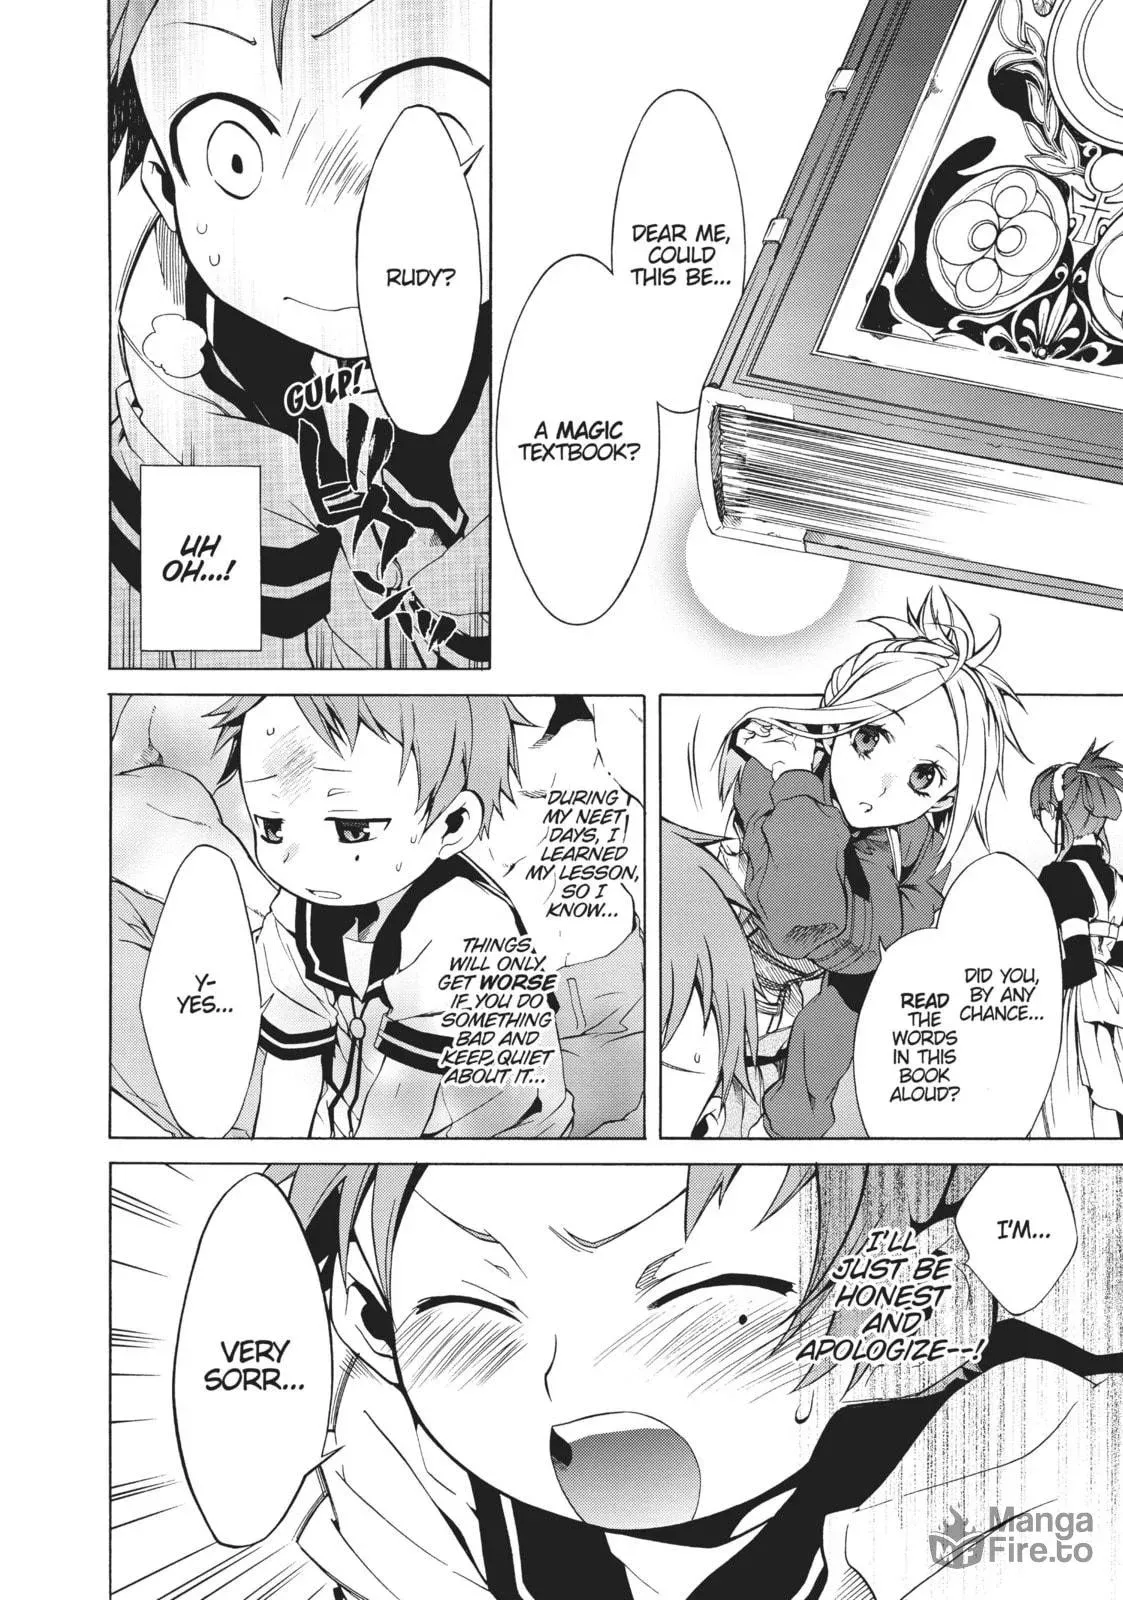 DEAR ME,
COULD
THIS BE...
A MAGIC
TEXTBOOK?
RUDY?
GULP!
UH
OH...!
DID YOU,
BY ANY
CHANCE...
READ
THE
WORDS
IN THIS
BOOK
ALOUD?
DURING
MY NEET
DAYS, I
LEARNED
MY LESSON,
SO I
KNOW...
THINGS
WILL ONLY
GET WORSE
IF YOU DO
SOMETHING
BAD AND
KEEP QUIET
ABOUT IT...
Y-
YES...
I'M...
I'LL
JUST BE
HONEST
AND
APOLOGIZE--!
VERY
SORR...
Manga
Fire.to
MF